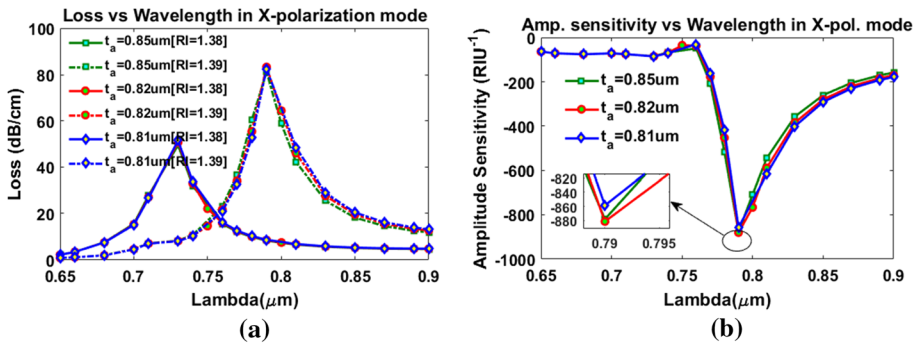 Loss vs Wavelength in X-polarization mode
Loss (dB/cm)
100
80
60
40
20
0
t_a=0.85um[RI=1.38]
t_a=0.85um[RI=1.39]
t_a=0.82um[RI=1.38]
t_a=0.82um[RI=1.39]
t_a=0.81um[RI=1.38]
t_a=0.81um[RI=1.39]
0.65 0.7 0.75 0.8 0.85 0.9
Lambda(μm)
(a)
Amp. sensitivity vs Wavelength in X-pol. mode
Amplitude Sensitivity (RIU⁻¹)
0
-200
-400
-600
-800
-1000
t_a=0.85um
t_a=0.82um
t_a=0.81um
-820
-840
-860
-880
0.79 0.795
0.65 0.7 0.75 0.8 0.85 0.9
Lambda(μm)
(b)